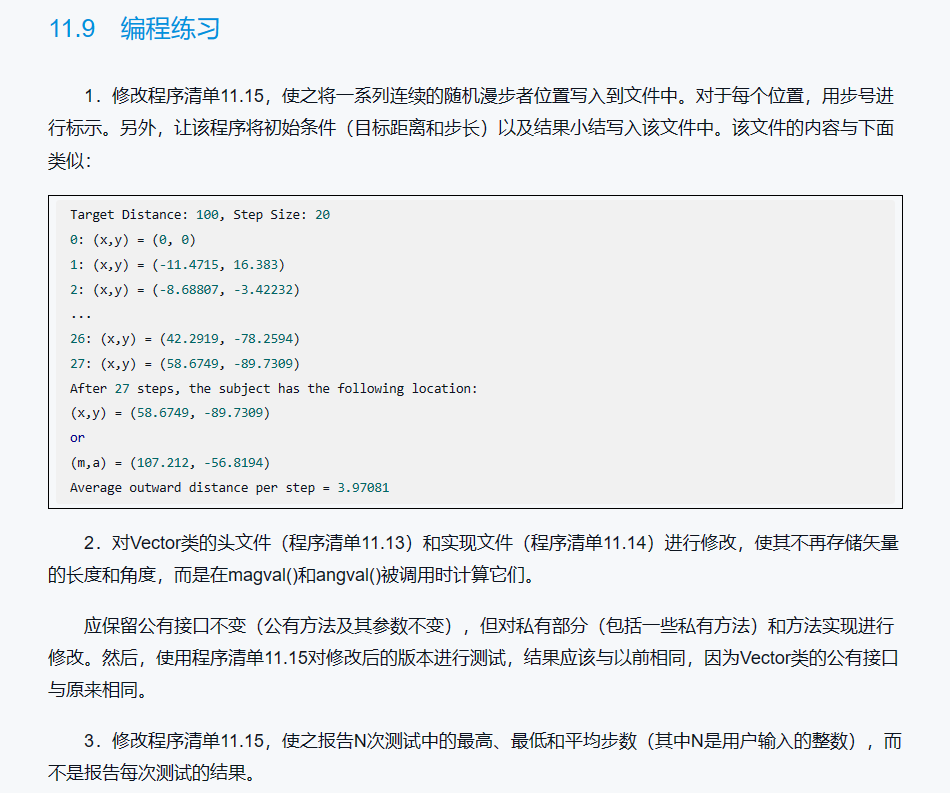 11.9 编程练习
1．修改程序清单11.15，使之将一系列连续的随机漫步者位置写入到文件中。对于每个位置，用步号进
行标示。另外，让该程序将初始条件（目标距离和步长）以及结果小结写入该文件中。该文件的内容与下面
类似：
Target Distance: 100, Step Size: 20
0: (x,y) = (0, 0)
1: (x,y) = (-11.4715, 16.383)
2: (x,y) = (-8.68807, -3.42232)
...
26: (x,y) = (42.2919, -78.2594)
27: (x,y) = (58.6749, -89.7309)
After 27 steps, the subject has the following location:
(x,y) = (58.6749, -89.7309)
or
(m,a) = (107.212, -56.8194)
Average outward distance per step = 3.97081
2．对Vector类的头文件（程序清单11.13）和实现文件（程序清单11.14）进行修改，使其不再存储矢量
的长度和角度，而是在magval()和angval()被调用时计算它们。
应保留公有接口不变（公有方法及其参数不变），但对私有部分（包括一些私有方法）和方法实现进行
修改。然后，使用程序清单11.15对修改后的版本进行测试，结果应该与以前相同，因为Vector类的公有接口
与原来相同。
3．修改程序清单11.15，使之报告N次测试中的最高、最低和平均步数（其中N是用户输入的整数），而
不是报告每次测试的结果。